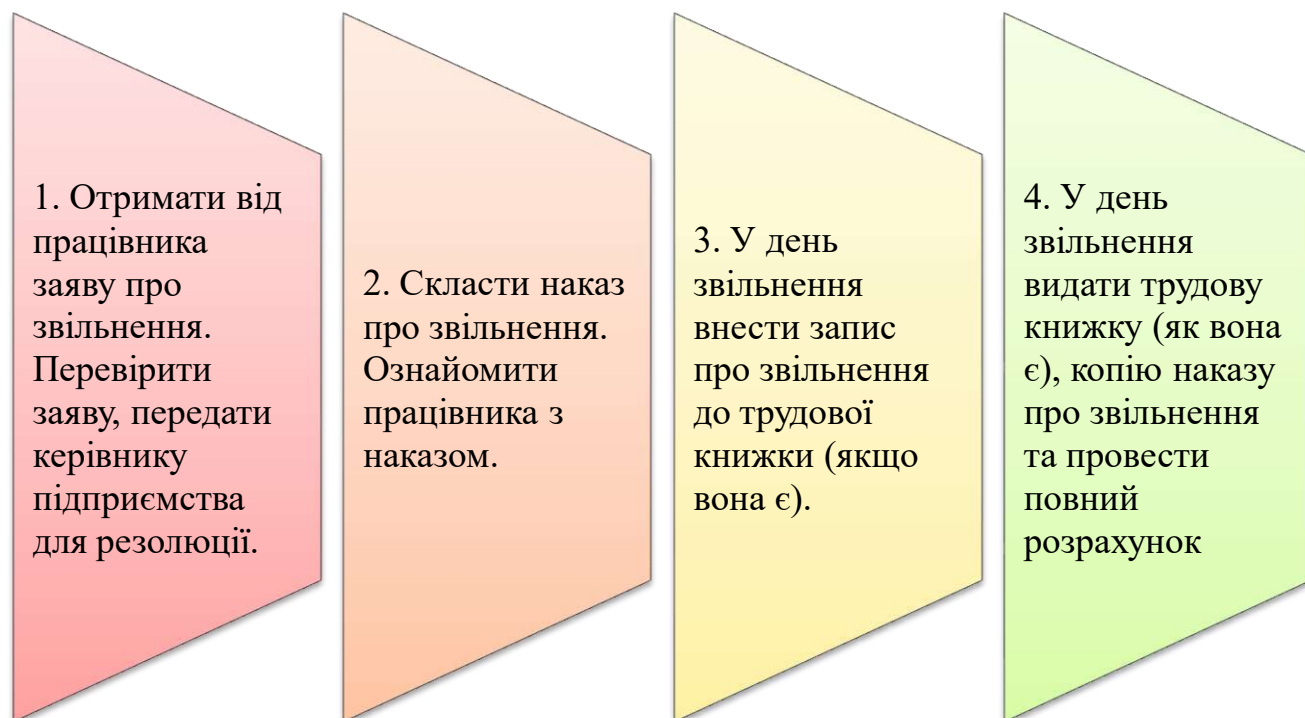 1. Отримати від
працівника
заяву про
звільнення.
Перевірити
заяву, передати
керівнику
підприємства
для резолюції.
2. Скласти наказ
про звільнення.
Ознайомити
працівника з
наказом.
3. У день
звільнення
внести запис
про звільнення
до трудової
книжки (якщо
вона є).
4. У день
звільнення
видати трудову
книжку (як вона
є), копію наказу
про звільнення
та провести
повний
розрахунок